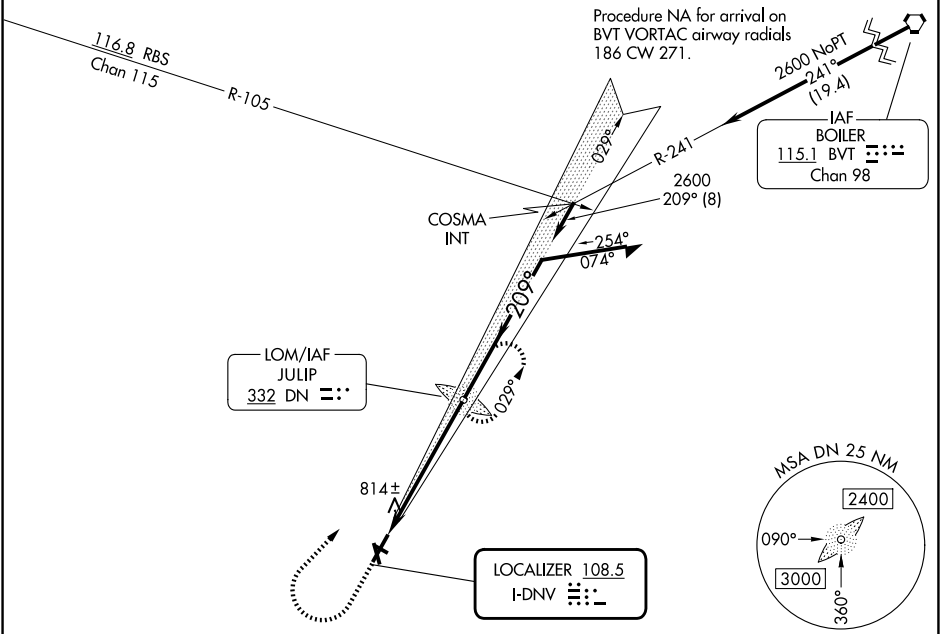 Procedure NA for arrival on
BVT VORTAC airway radials
186 CW 271.
116.8 RBS
Chan 115
R-105
2600 NoPT
241°
(19.4)
IAF
BOILER
115.1 BVT
Chan 98
029°
R-241
2600
209° (8)
COSMA
INT
254°
074°
209°
LOM/IAF
JULIP
332 DN
029°
814±
MSA DN 25 NM
2400
090°
3000
360°
LOCALIZER 108.5
I-DNV